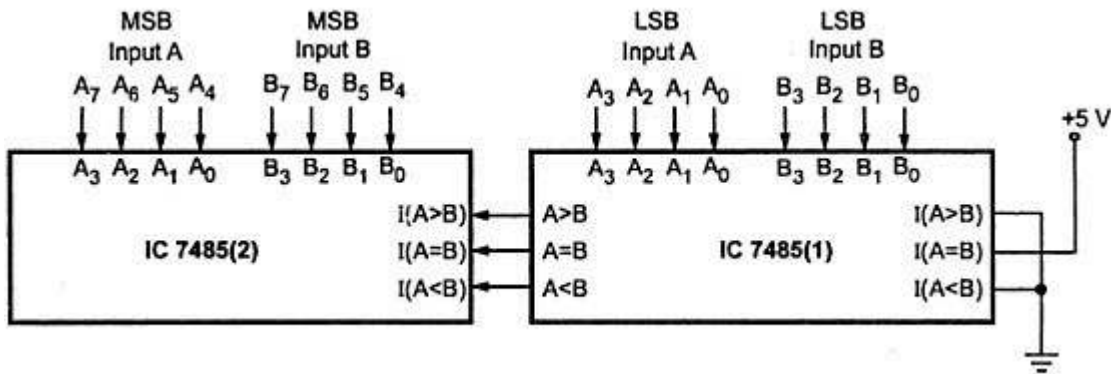 MSB MSB LSB LSB
Input A Input B Input A Input B
A7 A6 A5 A4 B7 B6 B5 B4 A3 A2 A1 A0 B3 B2 B1 B0
+5 V
A3 A2 A1 A0 B3 B2 B1 B0 A3 A2 A1 A0 B3 B2 B1 B0
I(A>B) A>B I(A>B)
IC 7485(2) I(A=B) A=B IC 7485(1) I(A=B)
I(A<B) A<B I(A<B)